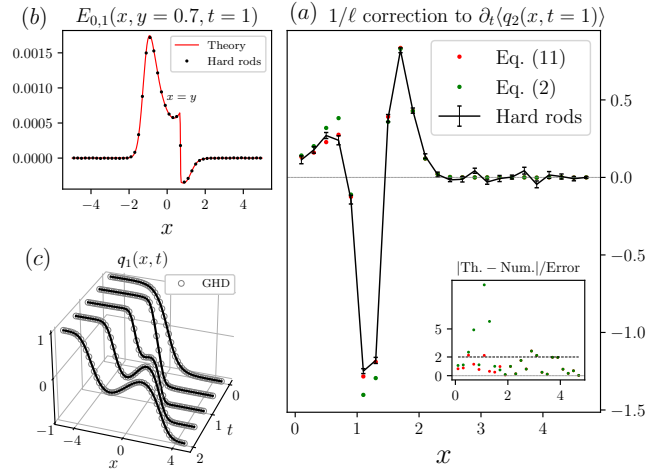 (b)
E_{0,1}(x, y = 0.7, t = 1)
Theory
Hard rods
x = y
0.0015
0.0010
0.0005
0.0000
−4
−2
0
2
4
x
(c)
q_1(x, t)
GHD
1
0
−1
−4
0
4
x
0
1
2
t
(a)
1/ℓ correction to ∂_t⟨q_2(x, t = 1)⟩
Eq. (11)
Eq. (2)
Hard rods
0.5
0.0
−0.5
−1.0
−1.5
|Th. − Num.|/Error
5
2
0
0
2
4
0
1
2
3
4
x